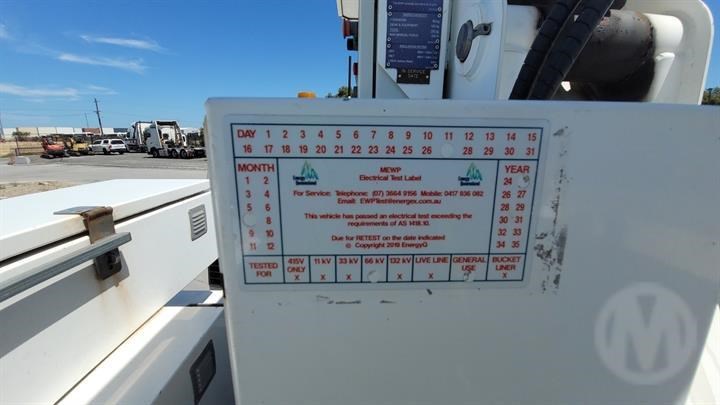 IN SERVICE
DATE
DAY 1 2 3 4 5 6 7 8 9 10 11 12 13 14 15
16 17 18 19 20 21 22 23 24 25 26 28 29 30 31
MONTH
1 2
3 4
5 6
8
9 10
11 12
MEWP
Electrical Test Label
For Service: Telephone: (07) 3664 9156 Mobile: 0417 636 082
Email: EWPTest@energex.com.au
This vehicle has passed an electrical test exceeding the
requirements of AS 1418.10.
Due for RETEST on the date indicated
© Copyright 2019 EnergyQ
YEAR
24
26 27
28 29
30 31
32 33
34 35
TESTED FOR
415V ONLY X
11 kV X
33 kV X
66 kV X
132 kV X
LIVE LINE X
GENERAL USE X
BUCKET LINER X
M